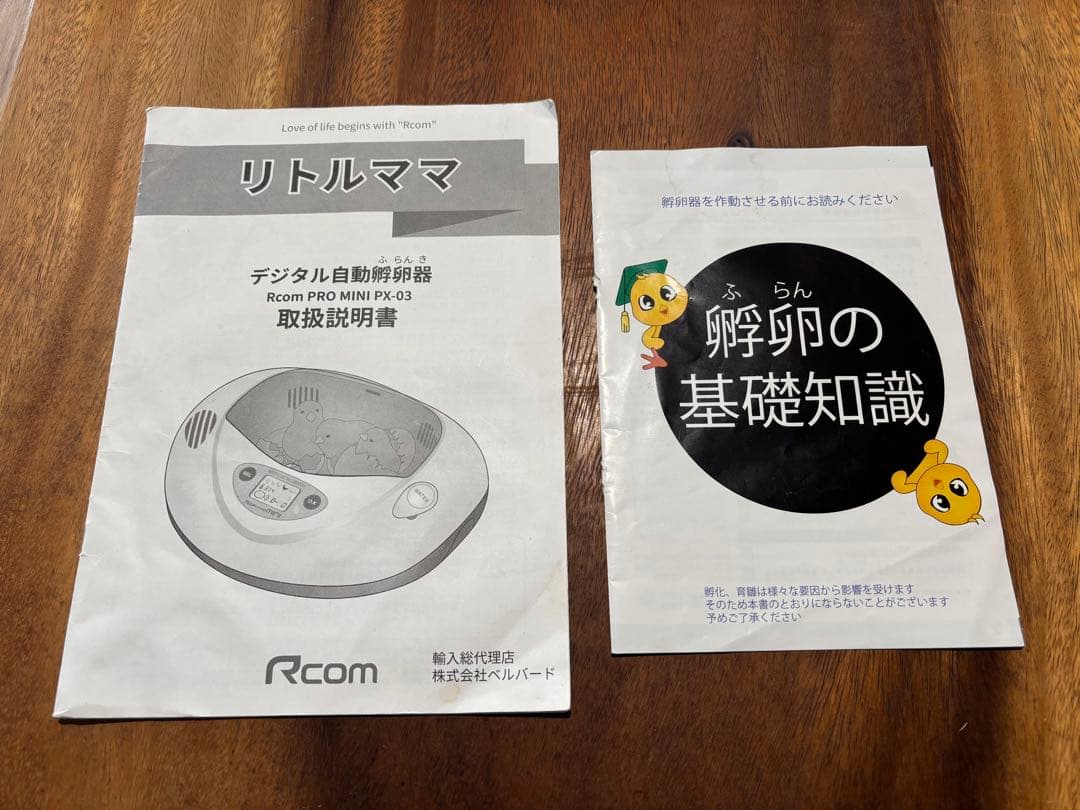 Love of life begins with "Rcom"
リトルママ
ふ らん き
デジタル自動孵卵器
Rcom PRO MINI PX-03
取扱説明書
WATER
OK
mini
Rcom
輸入総代理店
株式会社ベルバード
孵卵器を作動させる前にお読みください
ふ らん
孵卵の
基礎知識
孵化、育雛は様々な要因から影響を受けます
そのため本書のとおりにならないことがございます
予めご了承ください